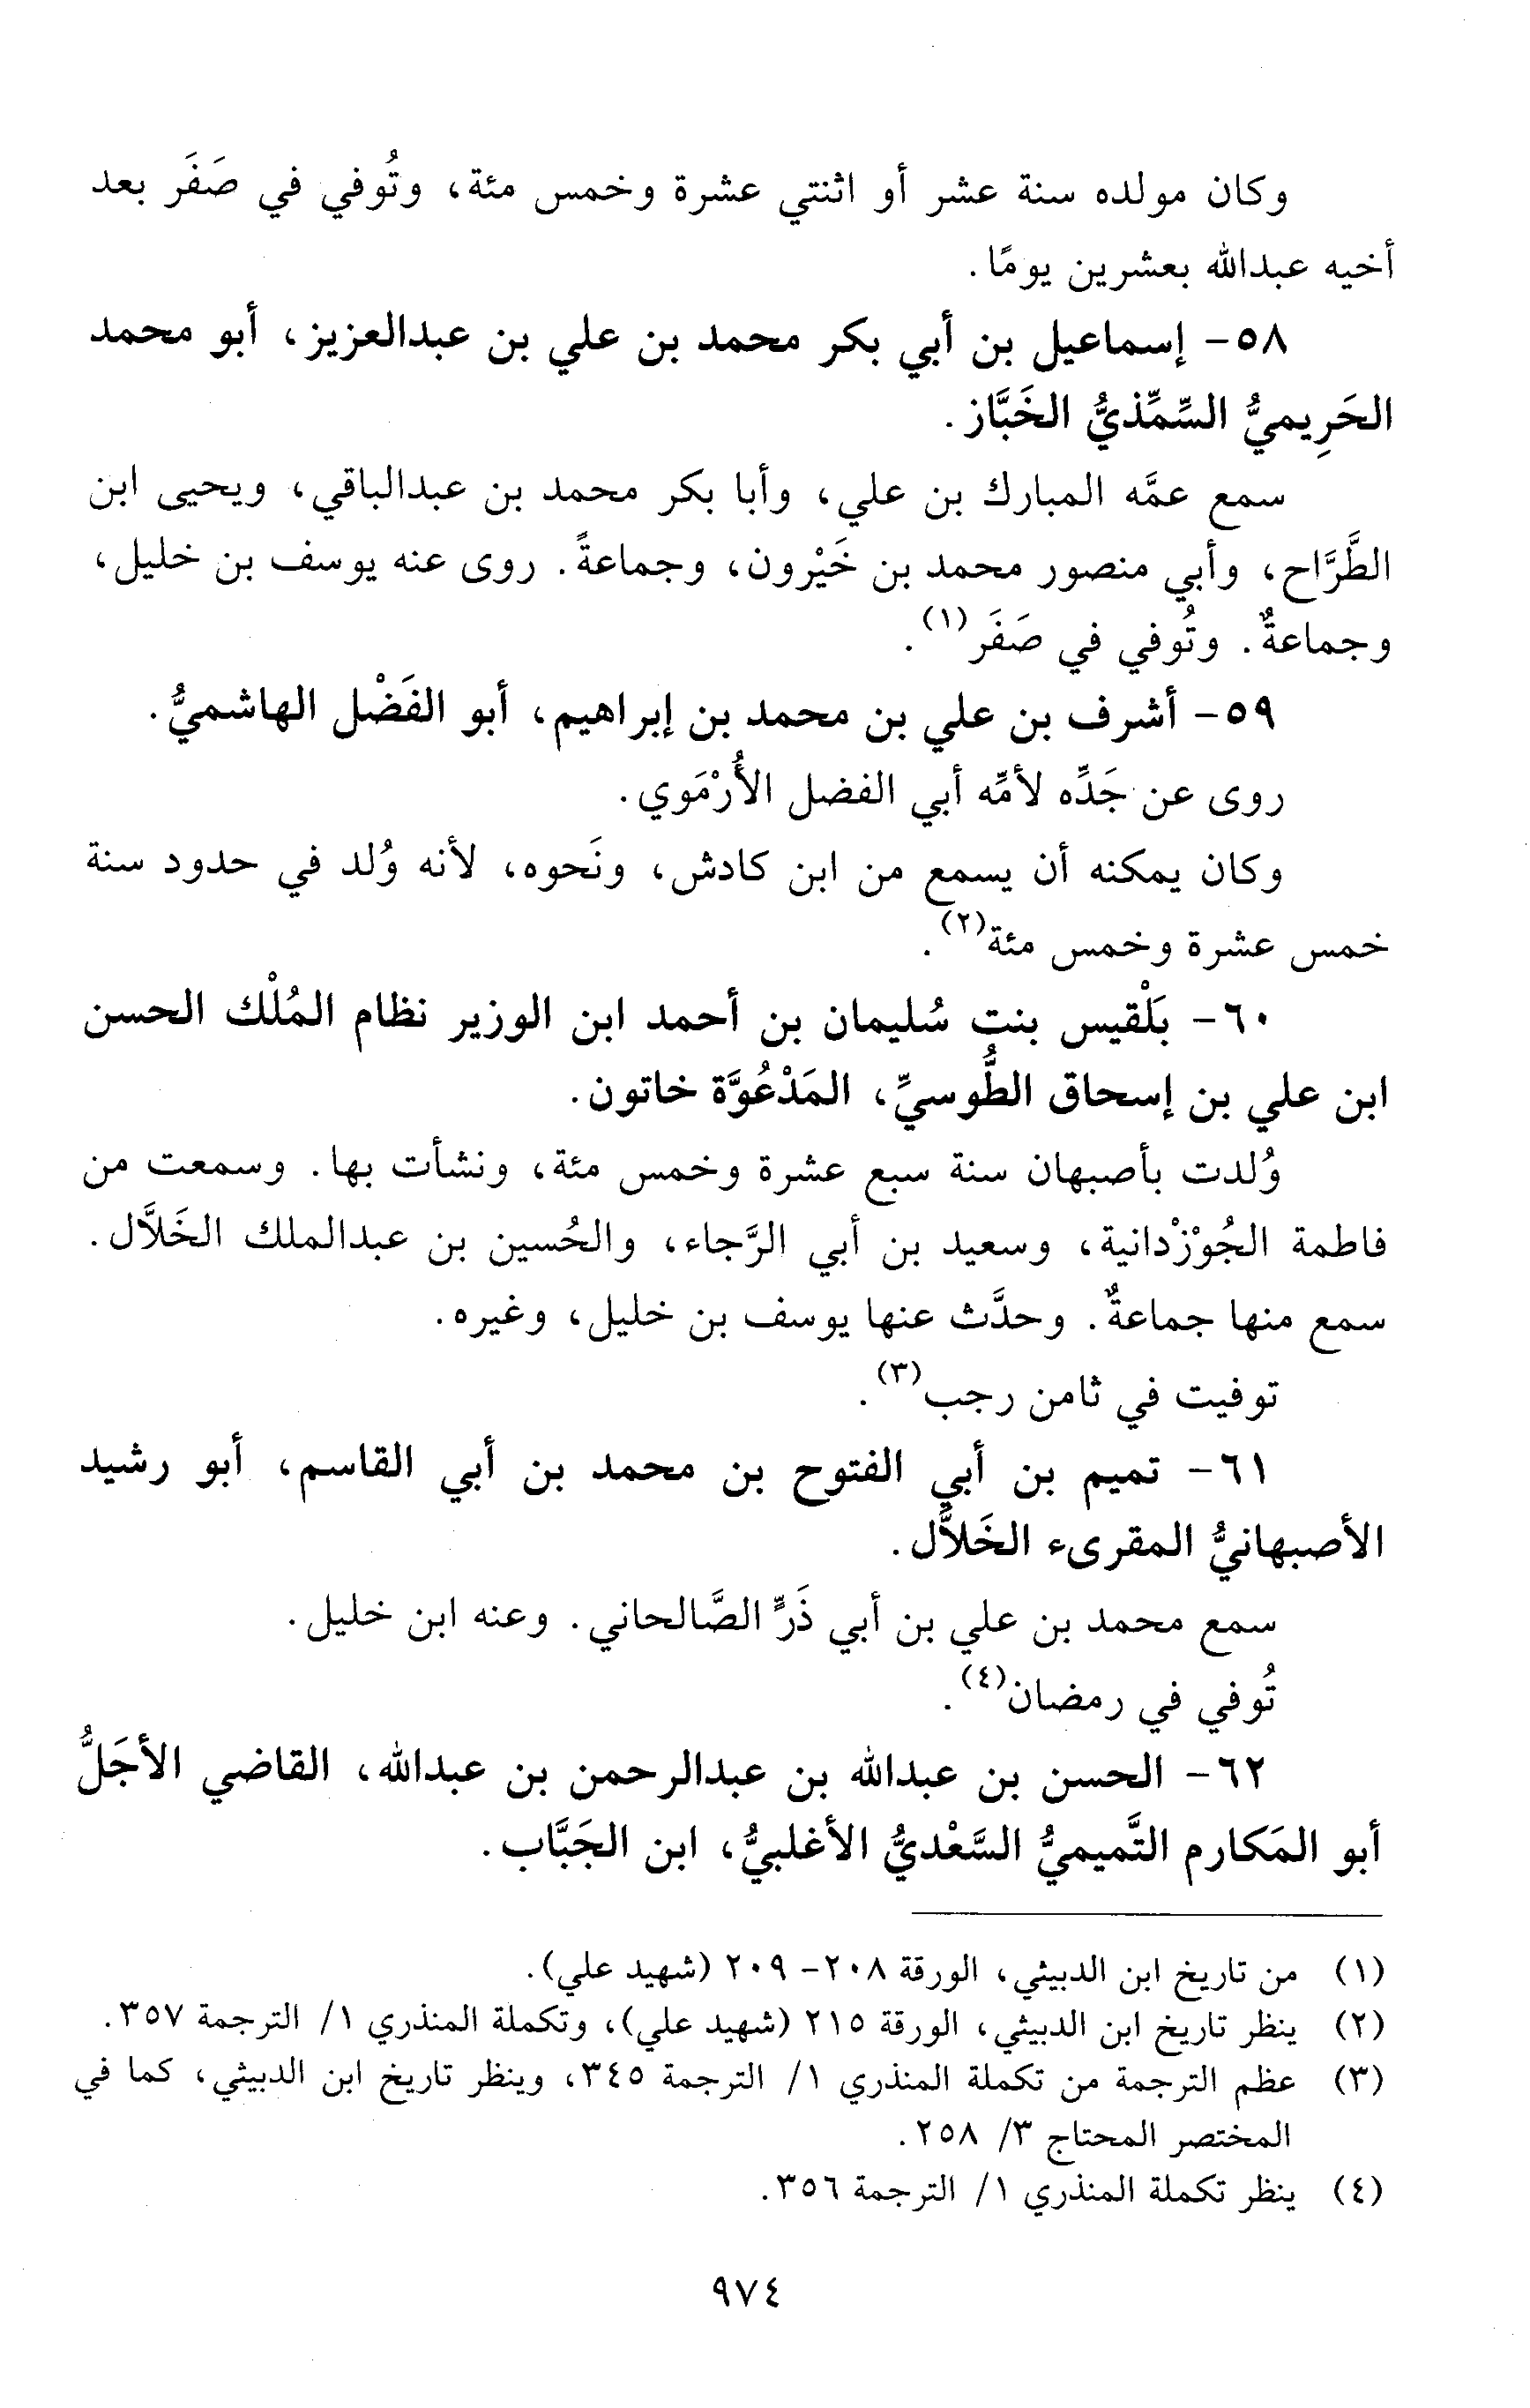 وكان مولده سنة عشر أو اثنتي عشرة وخمس مئة، وتُوفي في صَفَر بعد
أخيه عبدالله بعشرين يومًا.
٥٨- إسماعيل بن أبي بكر محمد بن علي بن عبدالعزيز، أبو محمد
الحَرِيميُّ السِّمِّذيُّ الخَبَّاز.
سمع عمَّه المبارك بن علي، وأبا بكر محمد بن عبدالباقي، ويحيى ابن
الطَّرَّاح، وأبي منصور محمد بن خَيْرون، وجماعةً. روى عنه يوسف بن خليل،
وجماعةٌ. وتُوفي في صَفَر(١).
٥٩- أشرف بن علي بن محمد بن إبراهيم، أبو الفَضْل الهاشميُّ.
روى عن جَدِّه لأمِّه أبي الفضل الأُرْمَوي.
وكان يمكنه أن يسمع من ابن كادش، ونَحوه، لأنه وُلد في حدود سنة
خمس عشرة وخمس مئة(٢).
٦٠- بَلْقيس بنت سُليمان بن أحمد ابن الوزير نظام المُلْك الحسن
ابن علي بن إسحاق الطُّوسيِّ، المَدْعُوَّة خاتون.
وُلدت بأصبهان سنة سبع عشرة وخمس مئة، ونشأت بها. وسمعت من
فاطمة الجُوْزْدانية، وسعيد بن أبي الرَّجاء، والحُسين بن عبدالملك الخَلَّال.
سمع منها جماعةٌ. وحدَّث عنها يوسف بن خليل، وغيره.
توفيت في ثامن رجب(٣).
٦١- تميم بن أبي الفتوح بن محمد بن أبي القاسم، أبو رشيد
الأصبهانيُّ المقرىء الخَلاَّل.
سمع محمد بن علي بن أبي ذَرٍّ الصَّالحاني. وعنه ابن خليل.
تُوفي في رمضان(٤).
٦٢- الحسن بن عبدالله بن عبدالرحمن بن عبدالله، القاضي الأجَلُّ
أبو المَكارم التَّميميُّ السَّعْديُّ الأغلبيُّ، ابن الجَبَّاب.
(١) من تاريخ ابن الدبيثي، الورقة ٢٠٨- ٢٠٩ (شهيد علي).
(٢) ينظر تاريخ ابن الدبيثي، الورقة ٢١٥ (شهيد علي)، وتكملة المنذري ١/ الترجمة ٣٥٧.
(٣) عظم الترجمة من تكملة المنذري ١/ الترجمة ٣٤٥، وينظر تاريخ ابن الدبيثي، كما في
المختصر المحتاج ٣/ ٢٥٨.
(٤) ينظر تكملة المنذري ١/ الترجمة ٣٥٦.
٩٧٤